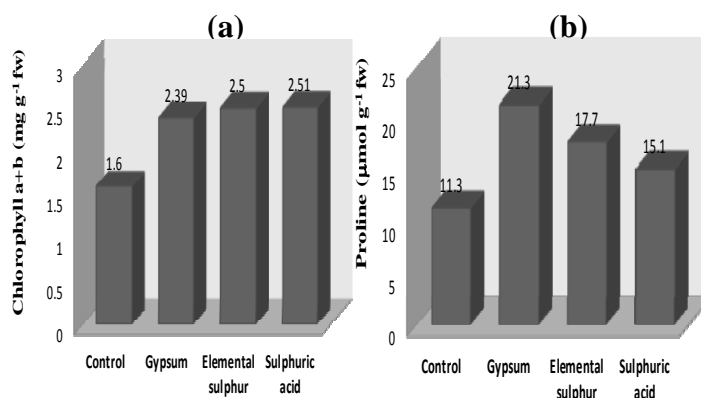 (a)
Chlorophyll a+b (mg g⁻¹ fw)
3
2.5
2
1.5
1
0.5
0
1.6
2.39
2.5
2.51
Control
Gypsum
Elemental
sulphur
Sulphuric
acid
(b)
Proline (µmol g⁻¹ fw)
25
20
15
10
5
0
11.3
21.3
17.7
15.1
Control
Gypsum
Elemental
sulphur
Sulphuric
acid